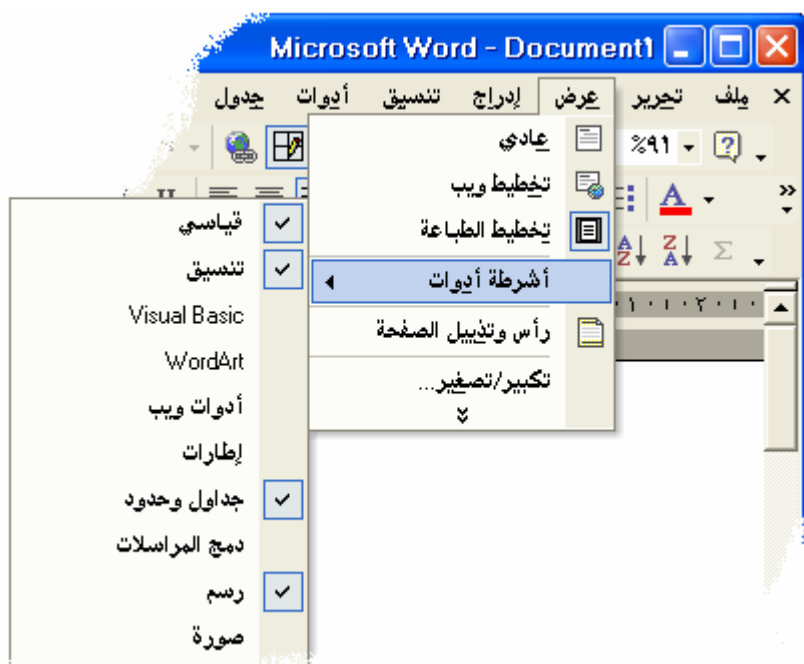 Microsoft Word - Document1
ملف تحرير عرض إدراج تنسيق أدوات جدول
%٩١
عادي
تخطيط ويب
تخطيط الطباعة
أشرطة أدوات
رأس وتذييل الصفحة
تكبير/تصغير...
قياسي
تنسيق
Visual Basic
WordArt
أدوات ويب
إطارات
جداول وحدود
دمج المراسلات
رسم
صورة